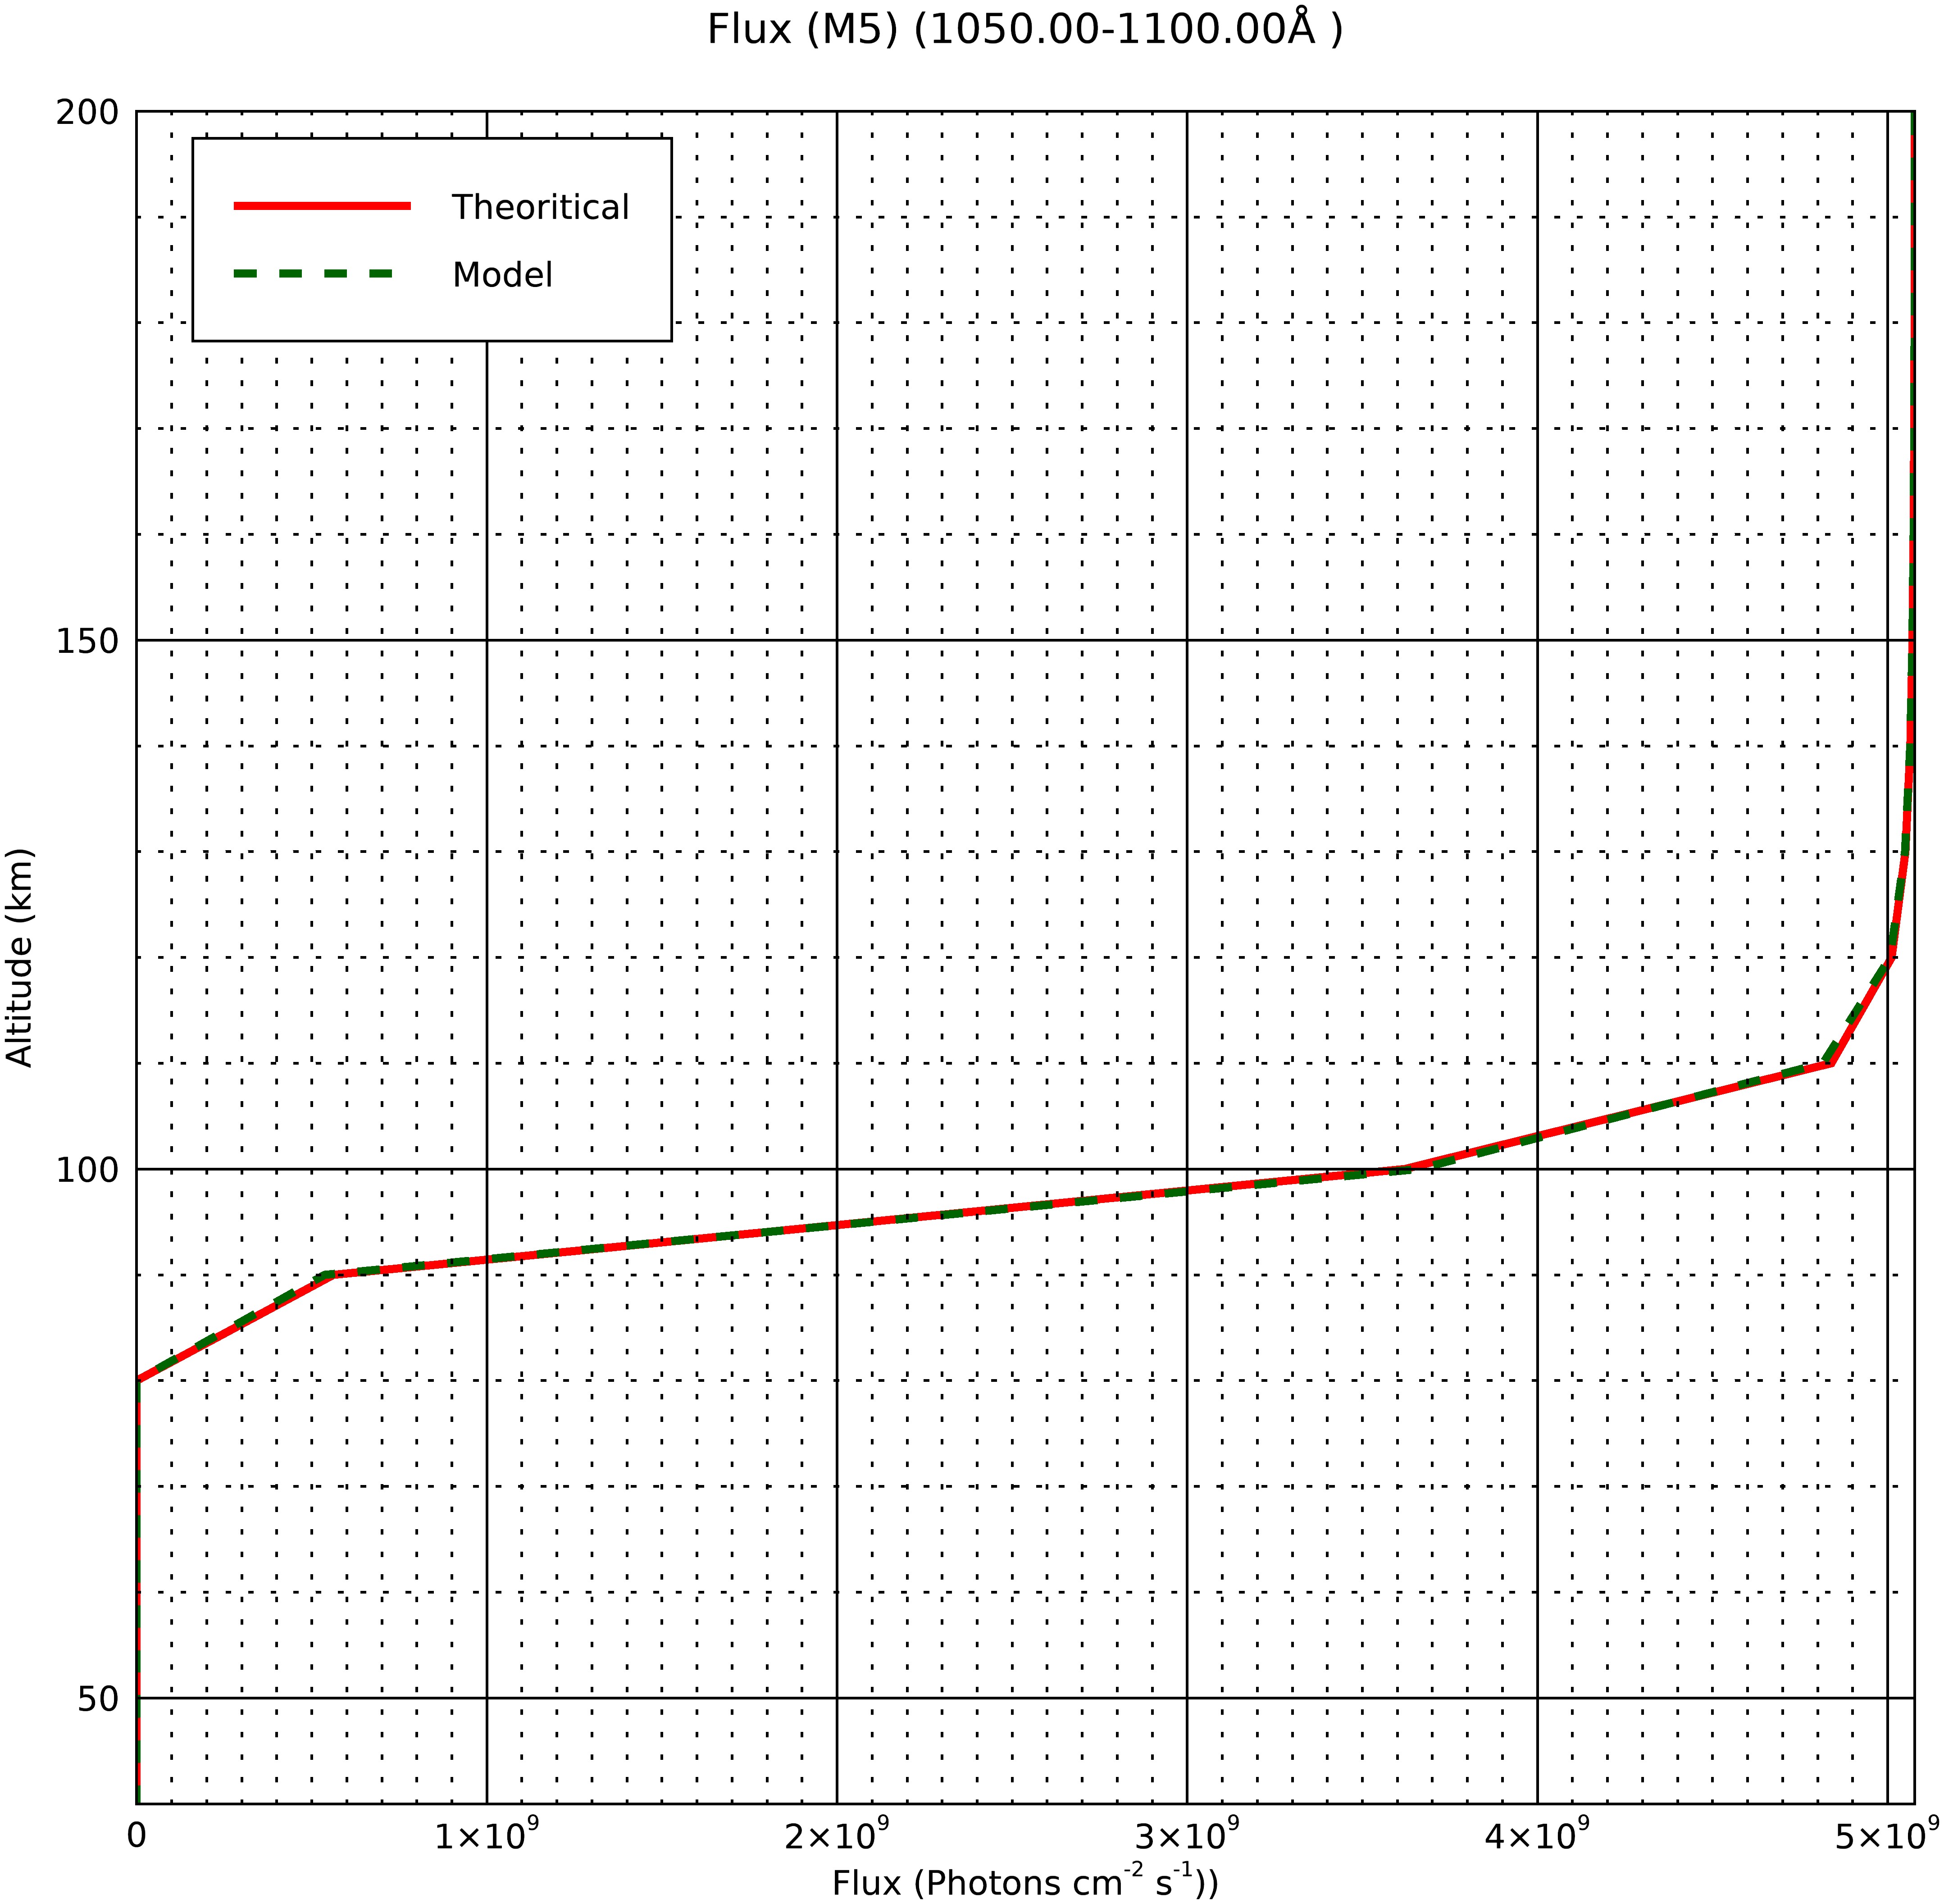 Flux (M5) (1050.00-1100.00Å )
200
Theoritical
Model
150
Altitude (km)
100
50
0 1×10⁹ 2×10⁹ 3×10⁹ 4×10⁹ 5×10⁹
Flux (Photons cm⁻² s⁻¹))